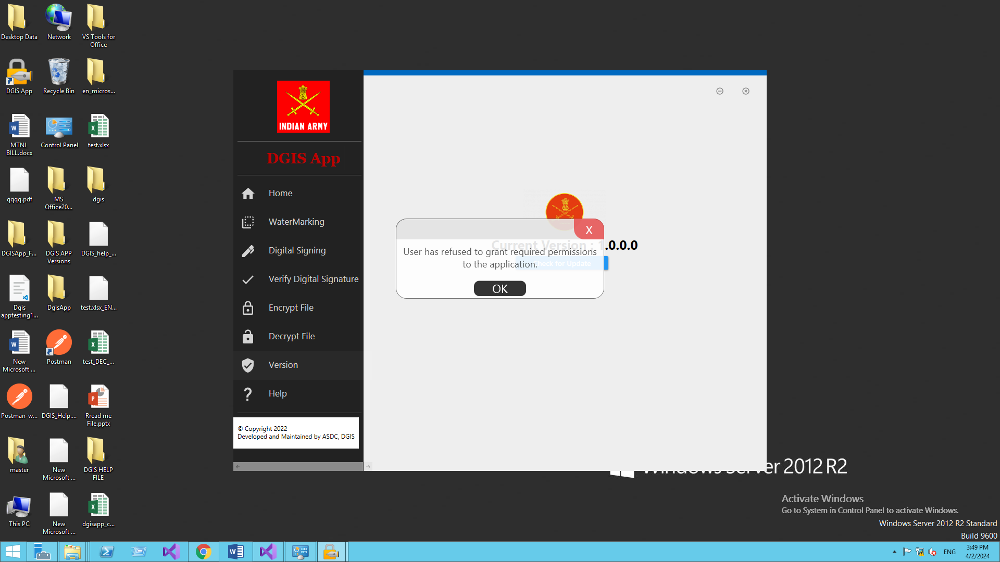 Desktop Data
Network
VS Tools for
Office
DGIS App
Recycle Bin
en_micros...
MTNL
BILL.docx
Control Panel
test.xlsx
qqqq.pdf
MS
Office20...
dgis
DGISApp_F...
DGIS APP
Versions
DGIS_help_...
Dgis
apptesting1...
DgisApp
test.xlsx_EN...
New
Microsoft ...
Postman
test_DEC_...
Postman-w...
DGIS_Help....
Rread me
File.pptx
master
New
Microsoft ...
DGIS HELP
FILE
This PC
New
Microsoft ...
dgisapp_c...
INDIAN ARMY
DGIS App
Home
WaterMarking
Digital Signing
Verify Digital Signature
Encrypt File
Decrypt File
Version
Help
© Copyright 2022
Developed and Maintained by ASDC, DGIS
X
Current Version : 1.0.0.0
User has refused to grant required permissions
to the application.
Check for Update
OK
Windows Server 2012 R2
Activate Windows
Go to System in Control Panel to activate Windows.
Windows Server 2012 R2 Standard
Build 9600
ENG
3:49 PM
4/2/2024